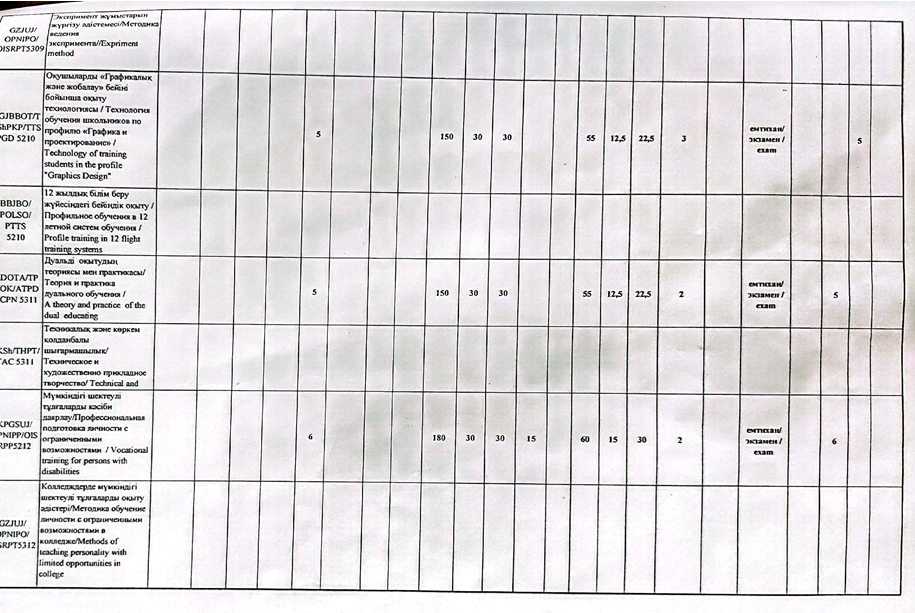 GZJUJ/
OPNIPO/
OISRPT5309
Эксперимент жұмыстарын
жүргізу әдістемесі/Методика
ведения
экспримента//Expriment
method
GJBBOT/T
ShPKP/TTS
PGD 5210
Оқушыларды «Графикалық
және жобалау» бейіні
бойынша оқыту
технологиясы / Технология
обучения школьников по
профилю «Графика и
проектирование» /
Technology of training
students in the profile
"Graphics Design"
5 150 30 30 55 12,5 22,5 3
емтихан/
экзамен /
exam
5
BBJBO/
POLSO/
PTTS
5210
12 жылдық білім беру
жүйесіндегі бейіндік оқыту /
Профильное обучения в 12
летной систем обучения /
Profile training in 12 flight
training systems
DOTA/TP
OK/ATPD
CPN 5311
Дуальді оқытудың
теориясы мен практикасы/
Теория и практика
дуального обучения /
A theory and practice of the
dual educating
5 150 30 30 55 12,5 22,5 2
емтихан/
экзамен /
exam
5
KSh/THPT/
TAC 5311
Техникалық және көркем
қолданбалы
шығармашылық/
Техническое и
художественно прикладное
творчество/ Technical and
KPGSUJ/
PNIPP/OIS
RPP5212
Мүмкіндігі шектеулі
тұлғаларды кәсіби
даярлау/Профессиональная
подготовка личности с
ограниченными
возможностями / Vocational
training for persons with
disabilities
6 180 30 30 15 60 15 30 2
емтихан/
экзамен /
exam
6
GZJUJ/
OPNIPO/
SRPT5312
Колледждерде мүмкіндігі
шектеулі тұлғаларды оқыту
әдістері/Методика обучение
личности с ограниченными
возможностями в
колледже/Methods of
teaching personality with
limited opportunities in
college